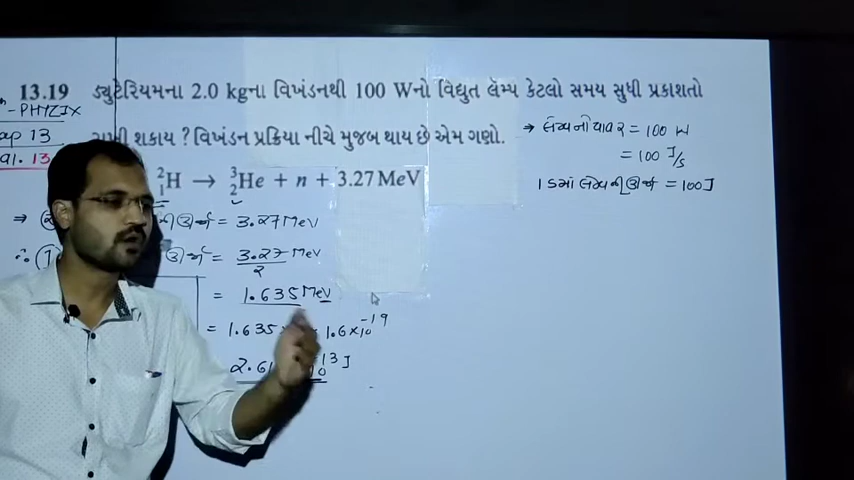 13.19 ડ્યુટેરિયમના 2.0 kgના વિખંડનથી 100 Wનો વિદ્યુત લૅમ્પ કેટલો સમય સુધી પ્રકાશતો
- PHYZIX
શકાય ? વિખંડન પ્રક્રિયા નીચે મુજબ થાય છે એમ ગણો.
13
13
²₁H → ³₂He + n + 3.27 MeV
⇒ = 3.27 MeV
∴ = 3.27 MeV / 2
= 1.635 MeV
= 1.635 1.6×10⁻¹⁹
J
→ લેમ્પનો પાવર = 100 W
= 100 J/s
1 Sમાં લેમ્પની ઊર્જા = 100 J